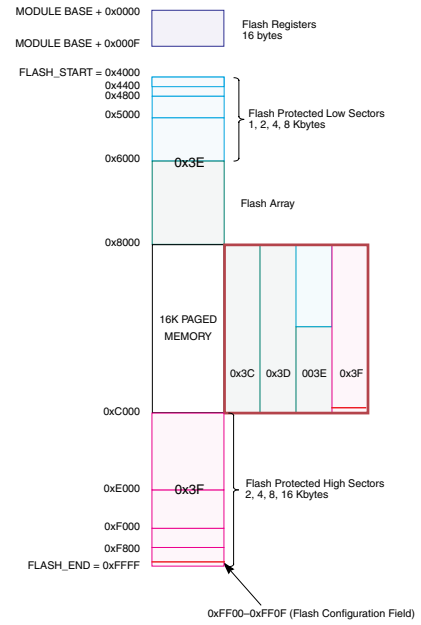 MODULE BASE + 0x0000
Flash Registers
16 bytes
MODULE BASE + 0x000F
FLASH_START = 0x4000
0x4400
0x4800
Flash Protected Low Sectors
1, 2, 4, 8 Kbytes
0x5000
0x6000
0x3E
Flash Array
0x8000
16K PAGED
MEMORY
0x3C 0x3D 003E 0x3F
0xC000
Flash Protected High Sectors
2, 4, 8, 16 Kbytes
0xE000
0x3F
0xF000
0xF800
FLASH_END = 0xFFFF
0xFF00–0xFF0F (Flash Configuration Field)